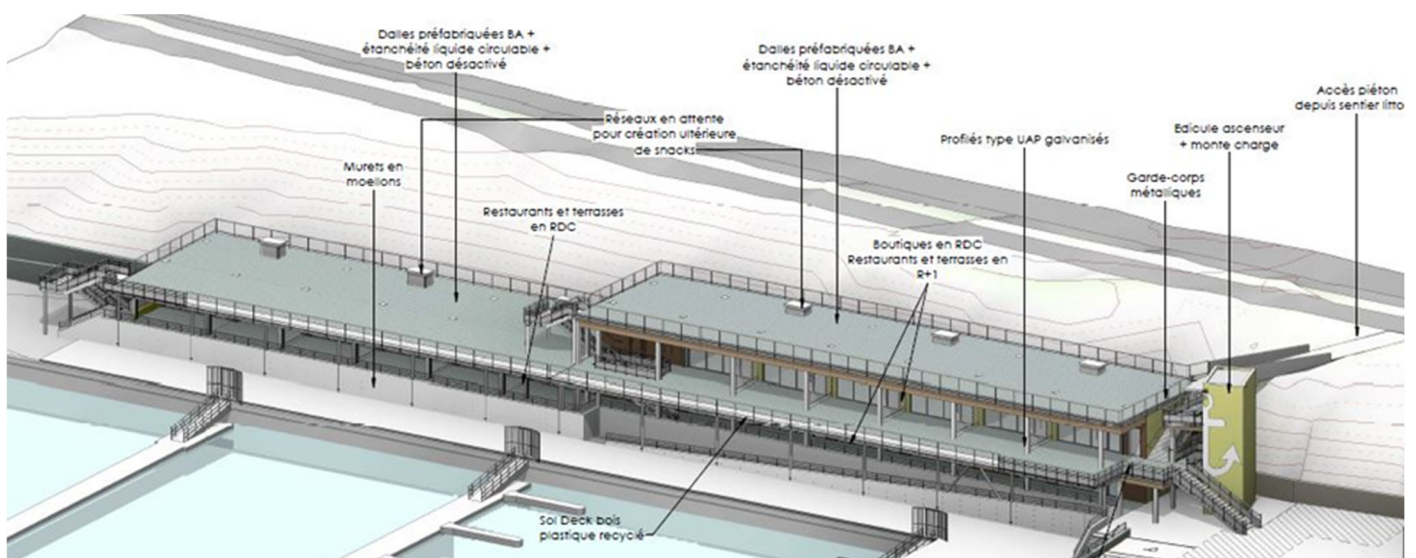 Dalles préfabriquées BA +
étanchéité liquide circulable +
béton désactivé
Dalles préfabriquées BA +
étanchéité liquide circulable +
béton désactivé
Accès piéton
depuis sentier litto
Réseaux en attente
pour création ultérieure
de snacks
Profilés type UAP galvanisés
Edicule ascenseur
+ monte charge
Murets en
moellons
Garde-corps
métalliques
Restaurants et terrasses
en RDC
Boutiques en RDC
Restaurants et terrasses en
R+1
Sol Deck bois
plastique recyclé